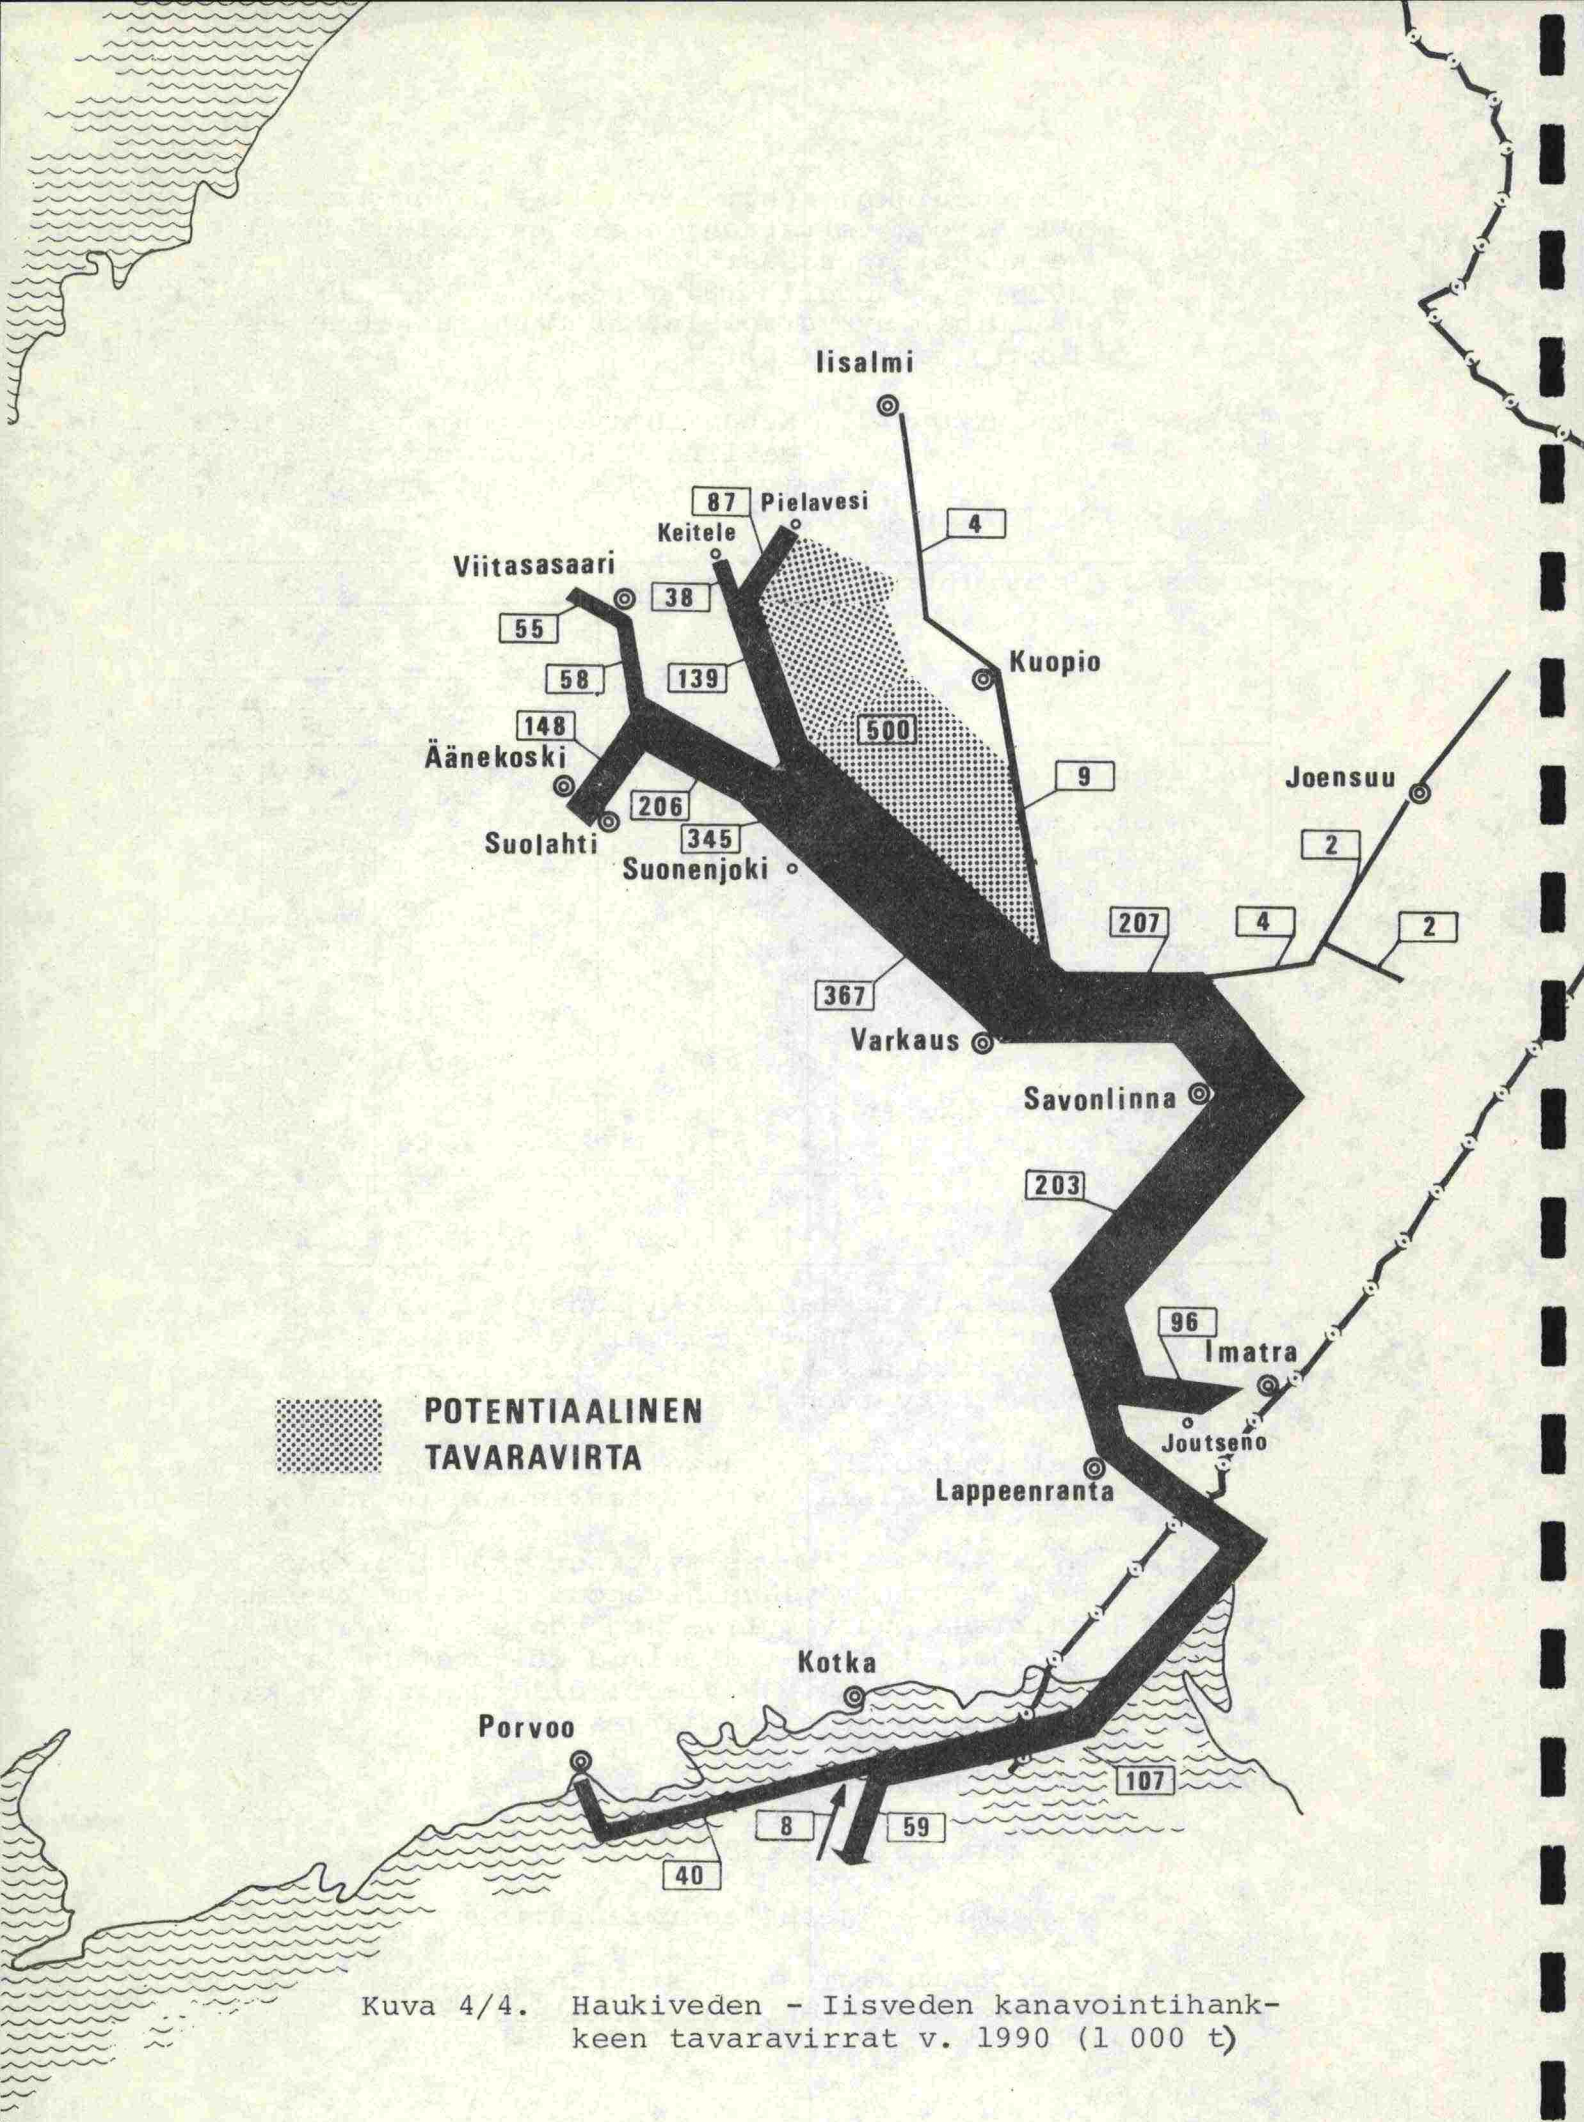 Iisalmi
87
Pielavesi
4
Keitele
Viitasasaari
38
55
Kuopio
58
139
148
500
Äänekoski
9
Joensuu
206
345
2
Suolahti
Suonenjoki
207
4
2
367
Varkaus
Savonlinna
203
96
Imatra
POTENTIAALINEN
TAVARAVIRTA
Joutseno
Lappeenranta
Kotka
Porvoo
107
8
59
40
Kuva 4/4. Haukiveden - Iisveden kanavointihank-
keen tavaravirrat v. 1990 (1 000 t)